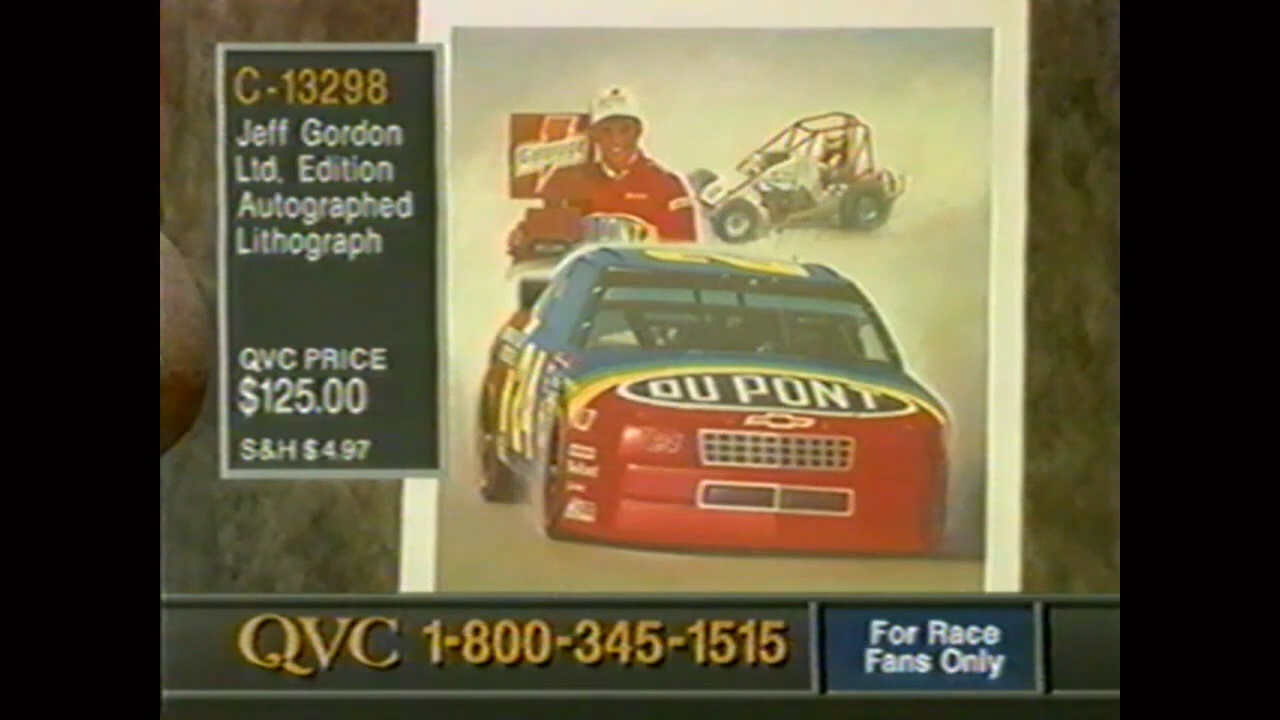 C-13298
Jeff Gordon
Ltd. Edition
Autographed
Lithograph
QVC PRICE
$125.00
S&H $4.97
DU PONT
QVC 1-800-345-1515
For Race
Fans Only